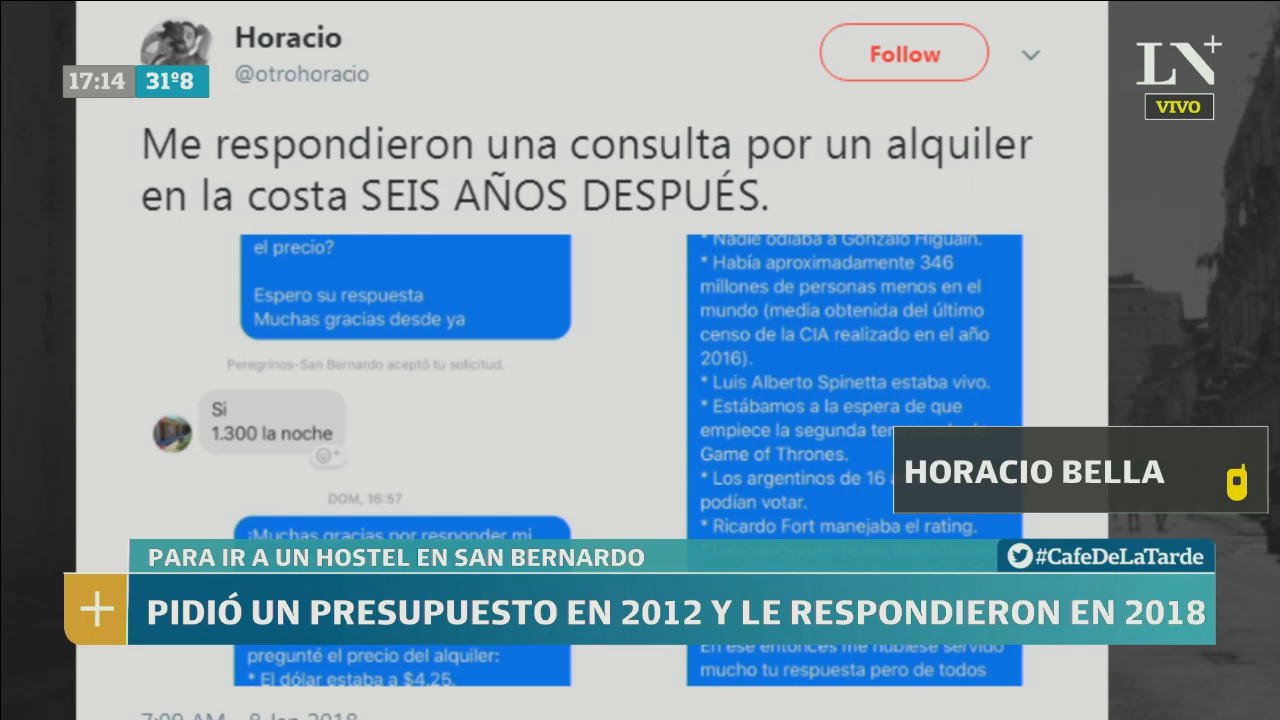 Horacio
@otrohoracio
Follow
17:14 31º8
LN+
VIVO
Me respondieron una consulta por un alquiler
en la costa SEIS AÑOS DESPUÉS.
el precio?
Espero su respuesta
Muchas gracias desde ya
Peregrinos-San Bernardo aceptó tu solicitud.
Si
1.300 la noche
DOM, 16:57
¡Muchas gracias por responder mi
pregunté el precio del alquiler:
* El dólar estaba a $4,25.
* Nadie odiaba a Gonzalo Higuaín.
* Había aproximadamente 346
millones de personas menos en el
mundo (media obtenida del último
censo de la CIA realizado en el año
2016).
* Luis Alberto Spinetta estaba vivo.
* Estábamos a la espera de que
empiece la segunda
Game of Thrones.
* Los argentinos de 16
podían votar.
* Ricardo Fort manejaba el rating.
En ese entonces me hubiese servido
mucho tu respuesta pero de todos
7:09 AM - 8 Jan 2018
HORACIO BELLA
PARA IR A UN HOSTEL EN SAN BERNARDO
#CafeDeLaTarde
+
PIDIÓ UN PRESUPUESTO EN 2012 Y LE RESPONDIERON EN 2018